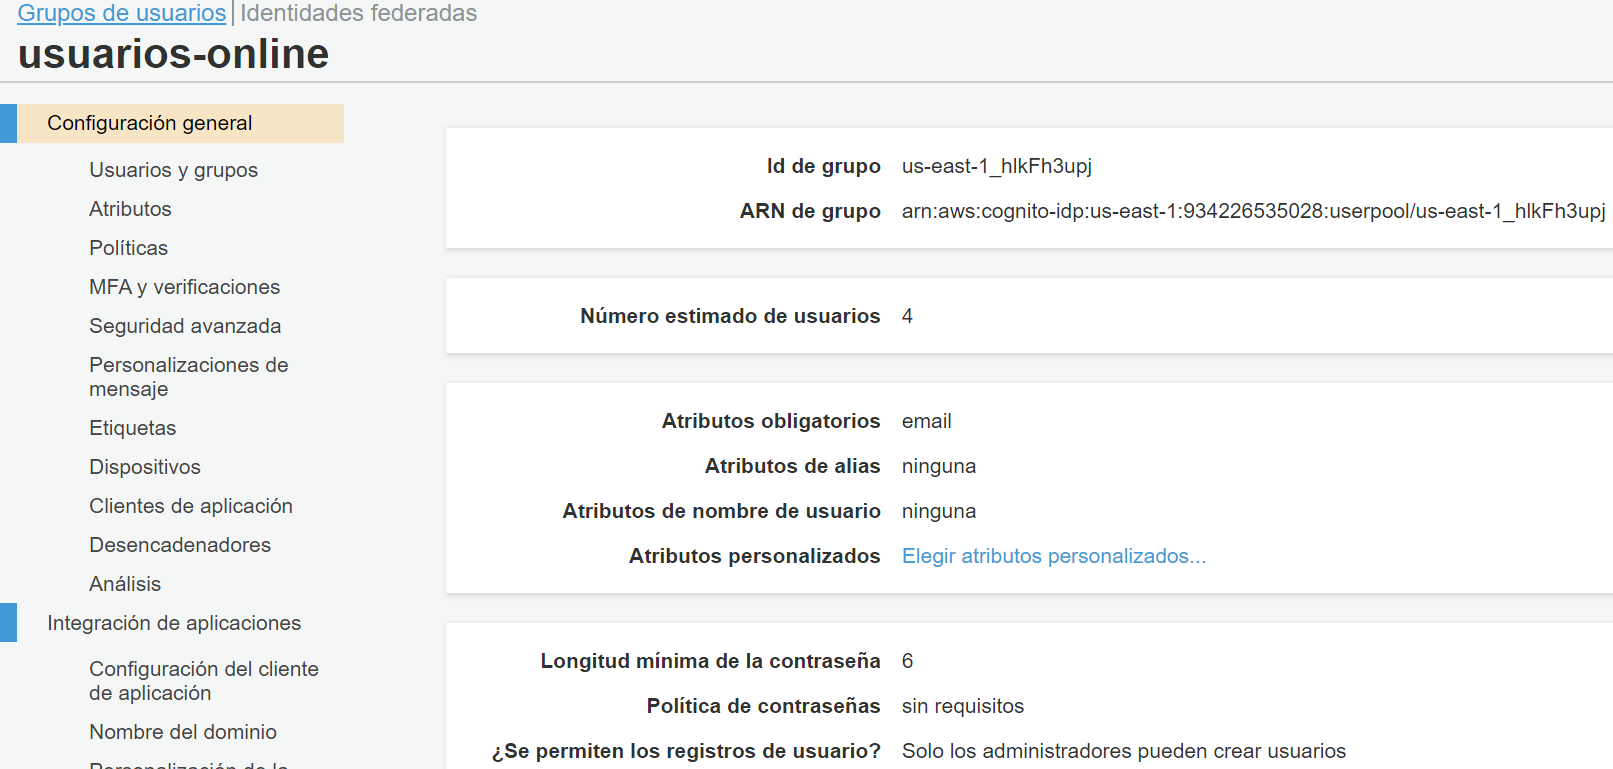 Grupos de usuarios Identidades federadas
usuarios-online
Configuración general
Usuarios y grupos
Atributos
Políticas
MFA y verificaciones
Seguridad avanzada
Personalizaciones de
mensaje
Etiquetas
Dispositivos
Clientes de aplicación
Desencadenadores
Análisis
Integración de aplicaciones
Configuración del cliente
de aplicación
Nombre del dominio
Personalización de la
Id de grupo us-east-1_hlkFh3upj
ARN de grupo arn:aws:cognito-idp:us-east-1:934226535028:userpool/us-east-1_hlkFh3upj
Número estimado de usuarios 4
Atributos obligatorios email
Atributos de alias ninguna
Atributos de nombre de usuario ninguna
Atributos personalizados Elegir atributos personalizados...
Longitud mínima de la contraseña 6
Política de contraseñas sin requisitos
¿Se permiten los registros de usuario? Solo los administradores pueden crear usuarios